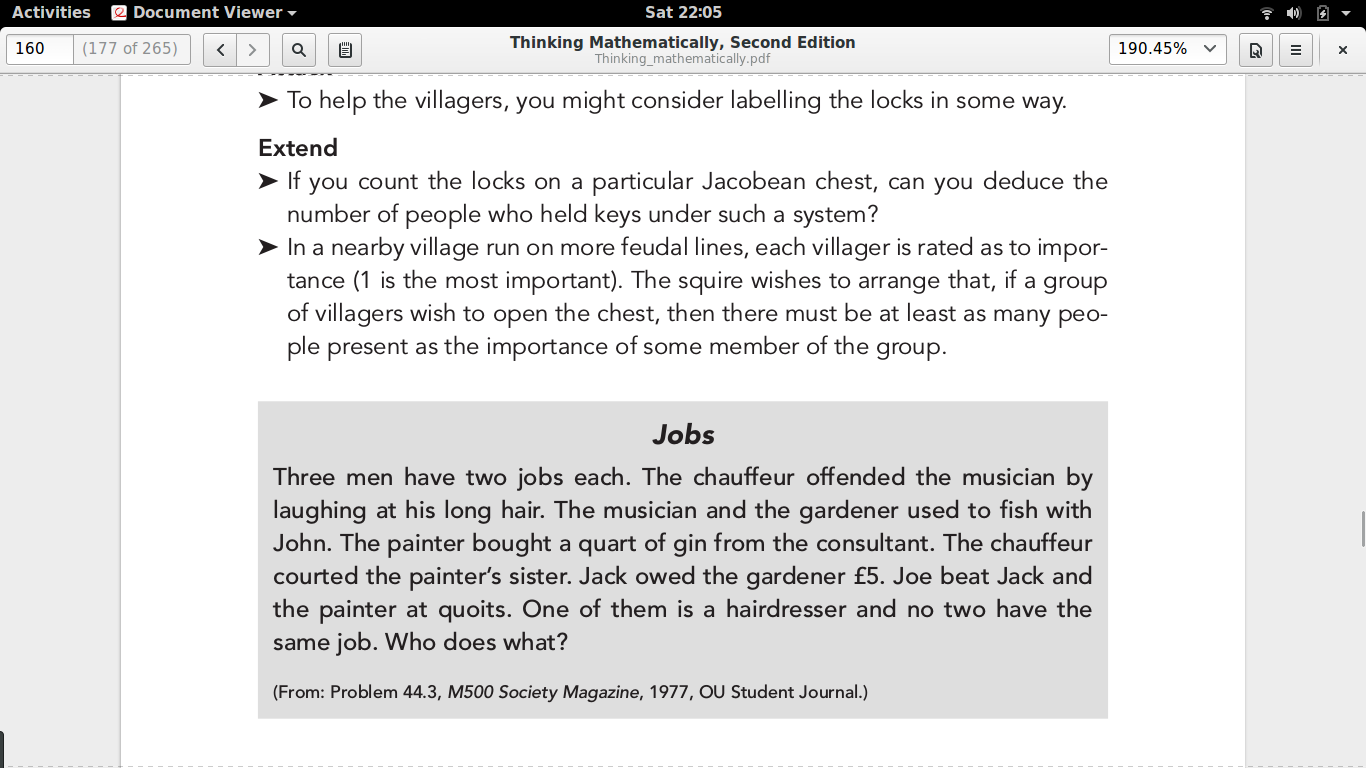 Activities Document Viewer Sat 22:05
160 (177 of 265) Thinking Mathematically, Second Edition 190.45%
Thinking_mathematically.pdf
➤ To help the villagers, you might consider labelling the locks in some way.
Extend
➤ If you count the locks on a particular Jacobean chest, can you deduce the
number of people who held keys under such a system?
➤ In a nearby village run on more feudal lines, each villager is rated as to impor-
tance (1 is the most important). The squire wishes to arrange that, if a group
of villagers wish to open the chest, then there must be at least as many peo-
ple present as the importance of some member of the group.
Jobs
Three men have two jobs each. The chauffeur offended the musician by
laughing at his long hair. The musician and the gardener used to fish with
John. The painter bought a quart of gin from the consultant. The chauffeur
courted the painter's sister. Jack owed the gardener £5. Joe beat Jack and
the painter at quoits. One of them is a hairdresser and no two have the
same job. Who does what?
(From: Problem 44.3, M500 Society Magazine, 1977, OU Student Journal.)